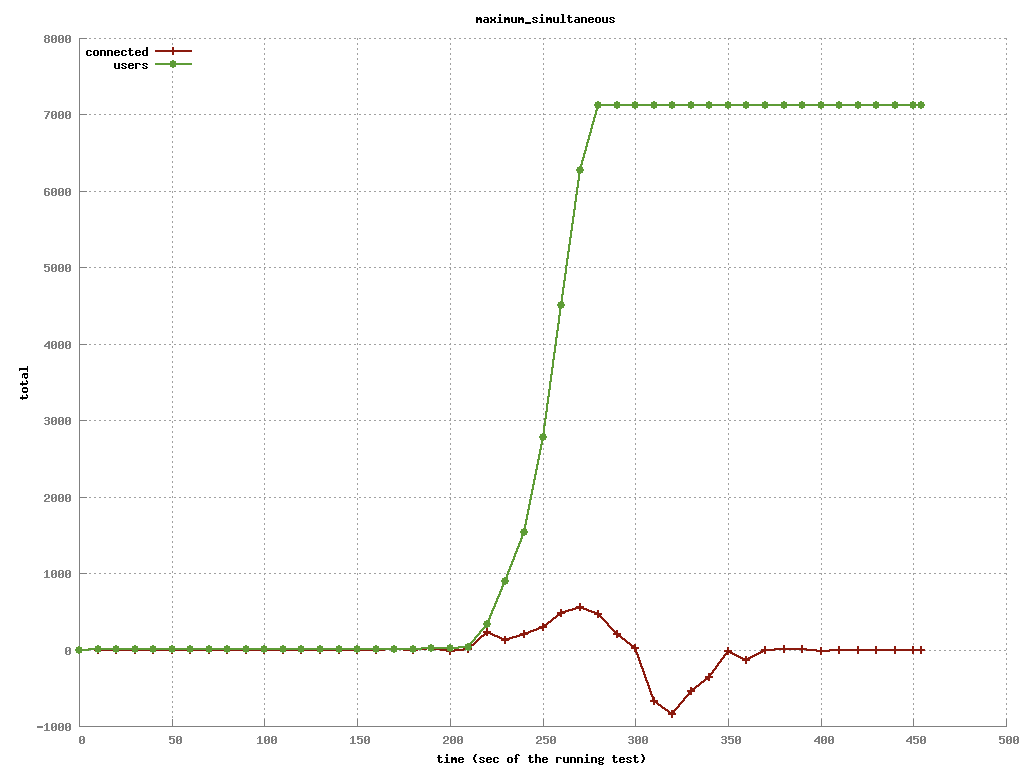 maximum_simultaneous
8000
connected
users
7000
6000
5000
4000
total
3000
2000
1000
0
-1000
0 50 100 150 200 250 300 350 400 450 500
time (sec of the running test)